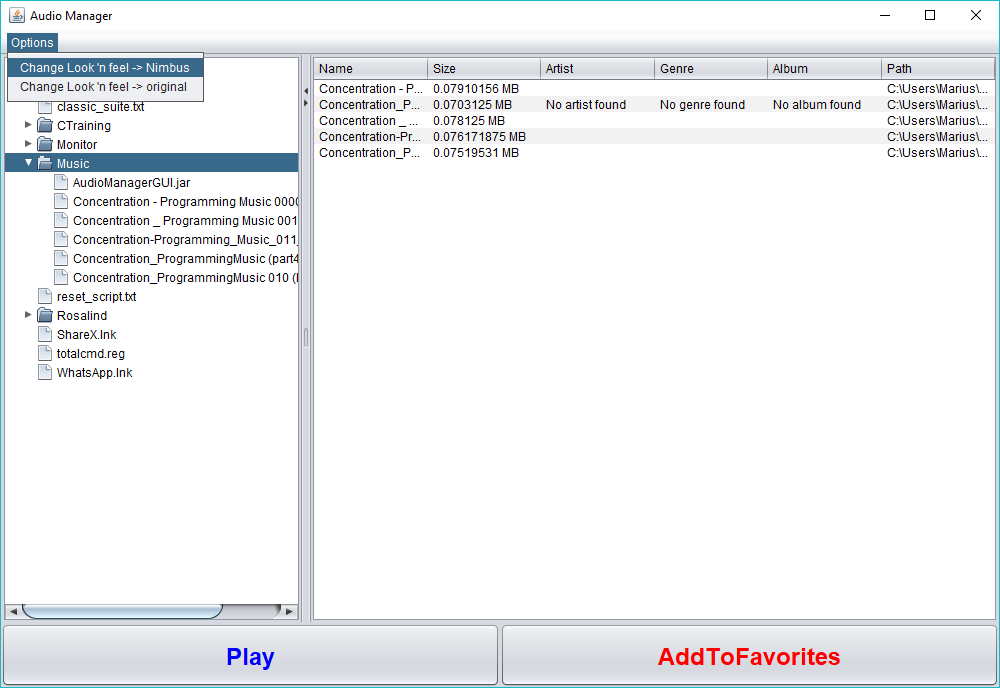 Audio Manager
Options
Change Look 'n feel -> Nimbus
Change Look 'n feel -> original
classic_suite.txt
CTraining
Monitor
Music
AudioManagerGUI.jar
Concentration - Programming Music 0000
Concentration _ Programming Music 001
Concentration-Programming_Music_011_
Concentration_ProgrammingMusic (part4
Concentration_ProgrammingMusic 010 (
reset_script.txt
Rosalind
ShareX.lnk
totalcmd.reg
WhatsApp.lnk
Name Size Artist Genre Album Path
Concentration - P... 0.07910156 MB C:\Users\Marius\...
Concentration_P... 0.0703125 MB No artist found No genre found No album found C:\Users\Marius\...
Concentration _ ... 0.078125 MB C:\Users\Marius\...
Concentration-Pr... 0.076171875 MB C:\Users\Marius\...
Concentration_P... 0.07519531 MB C:\Users\Marius\...
Play AddToFavorites